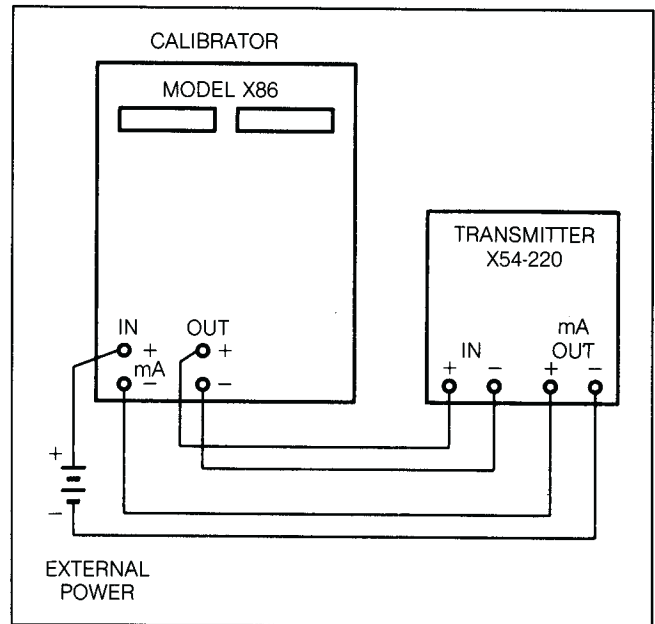 CALIBRATOR
MODEL X86
TRANSMITTER
X54-220
IN
OUT
+
+
mA
−
−
mA
IN
OUT
+
−
+
−
+
−
EXTERNAL
POWER